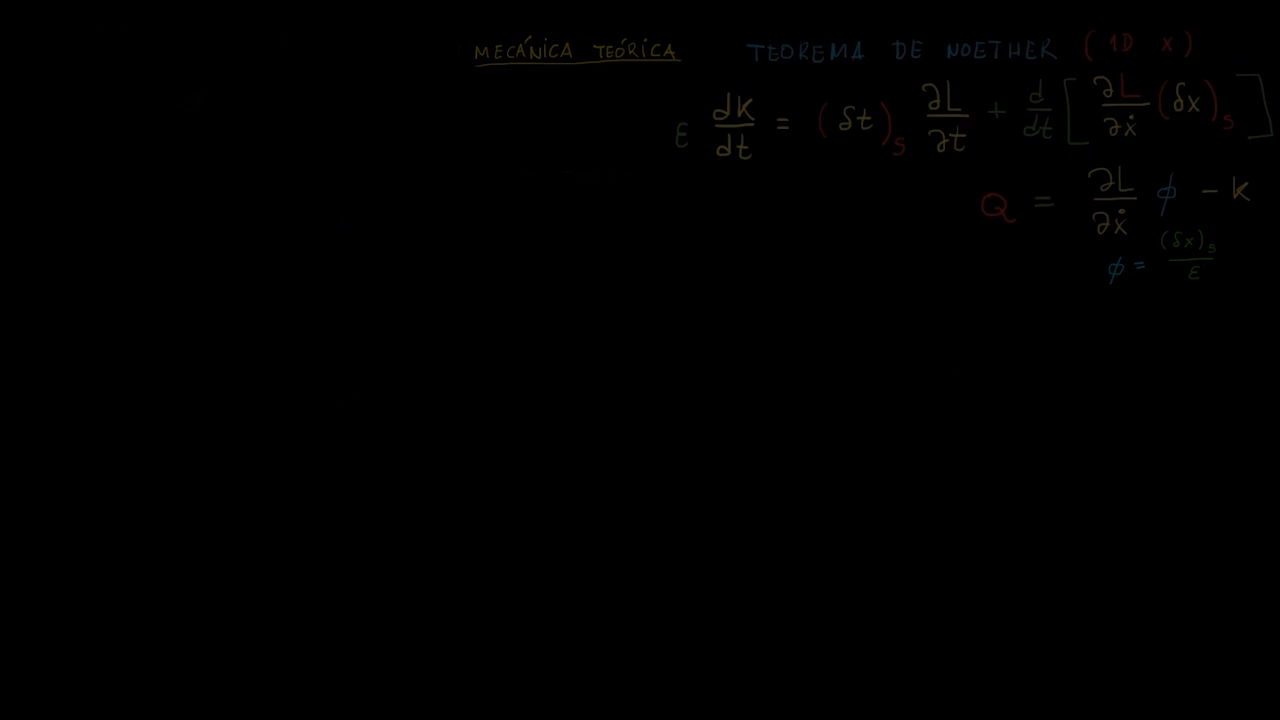 MECÁNICA TEÓRICA TEOREMA DE NOETHER (1D x)
ε dK/dt = (δt)_s ∂L/∂t + d/dt [ ∂L/∂ẋ (δx)_s ]
Q = ∂L/∂ẋ ϕ - K
ϕ = (δx)_s/ε